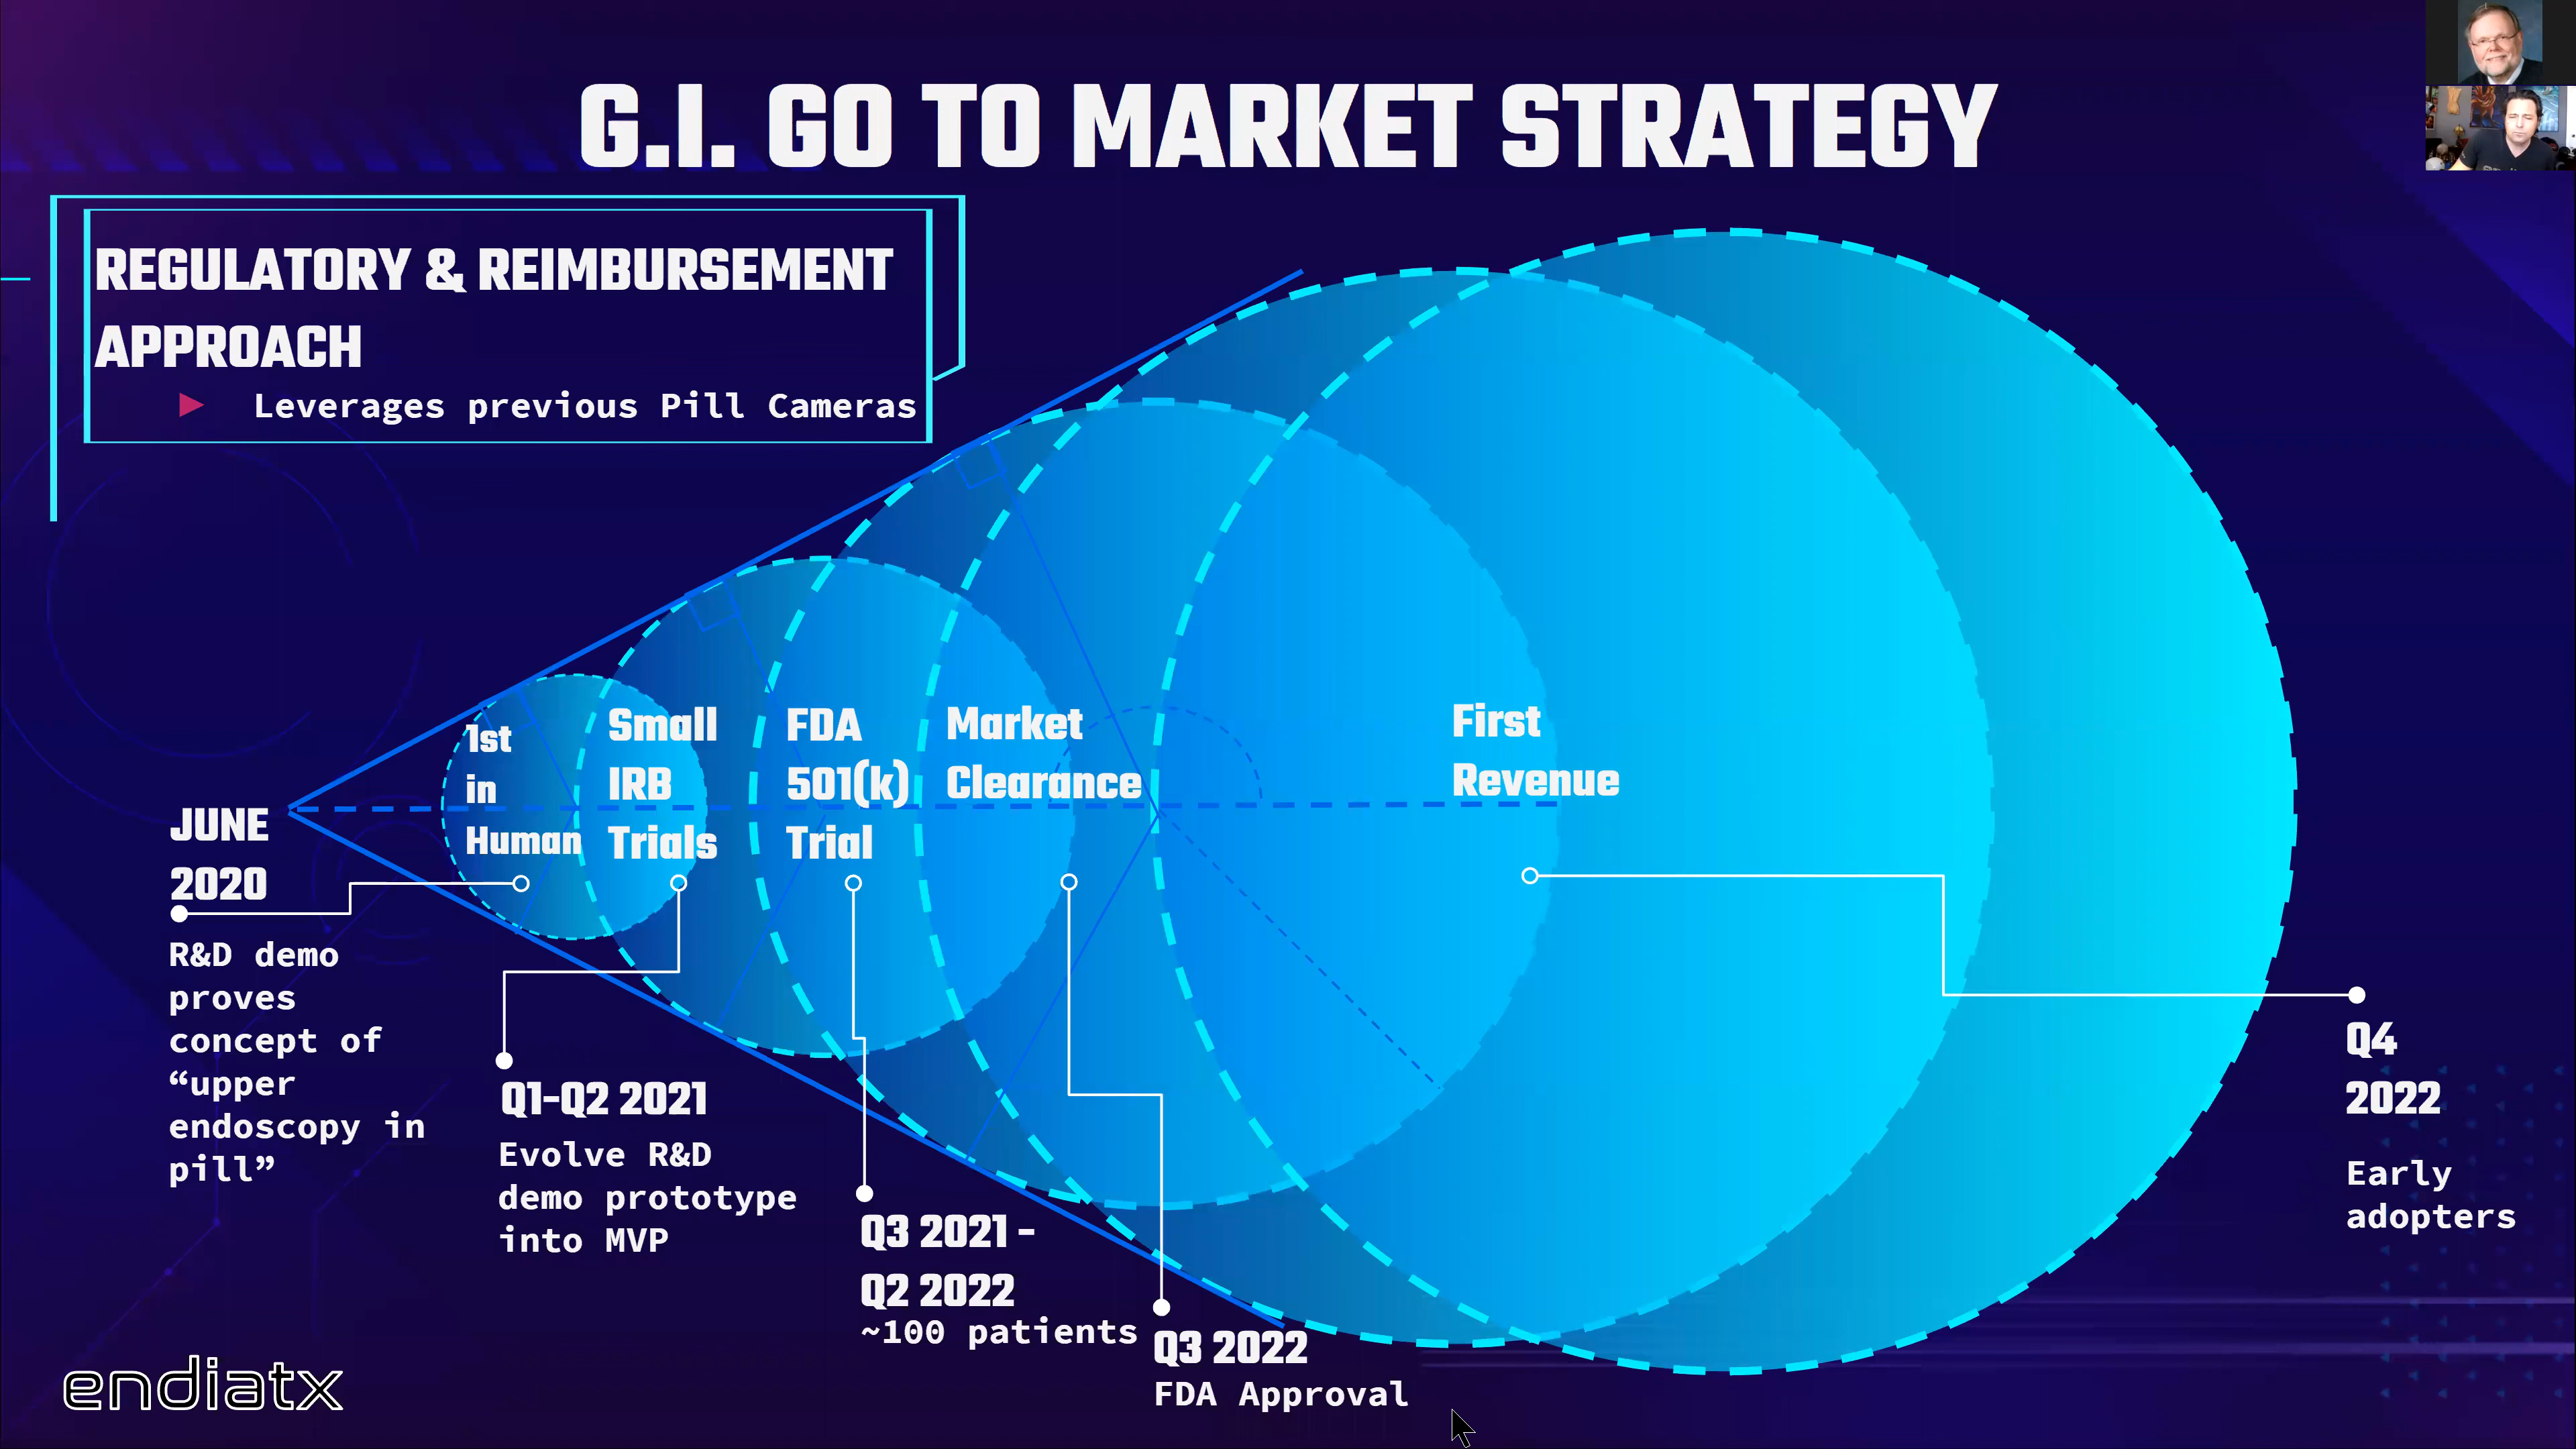 G.I. GO TO MARKET STRATEGY
REGULATORY & REIMBURSEMENT
APPROACH
Leverages previous Pill Cameras
1st
in
Human
Small
IRB
Trials
FDA
501(k)
Trial
Market
Clearance
First
Revenue
JUNE
2020
R&D demo
proves
concept of
“upper
endoscopy in
pill”
Q1-Q2 2021
Evolve R&D
demo prototype
into MVP
Q3 2021 -
Q2 2022
~100 patients
Q3 2022
FDA Approval
Q4
2022
Early
adopters
endiatx